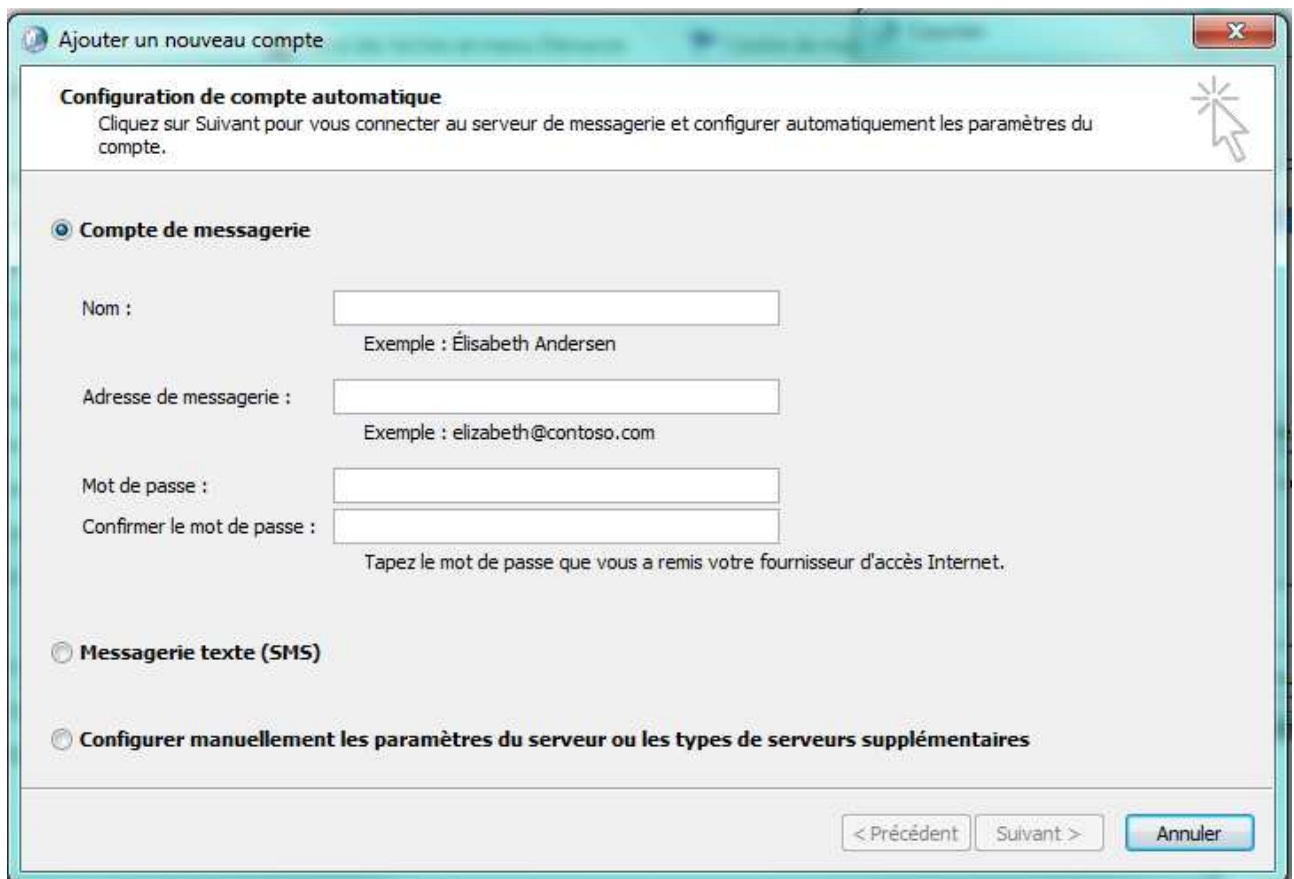 Ajouter un nouveau compte
Configuration de compte automatique
Cliquez sur Suivant pour vous connecter au serveur de messagerie et configurer automatiquement les paramètres du
compte.
Compte de messagerie
Nom :
Exemple : Élisabeth Andersen
Adresse de messagerie :
Exemple : elizabeth@contoso.com
Mot de passe :
Confirmer le mot de passe :
Tapez le mot de passe que vous a remis votre fournisseur d'accès Internet.
Messagerie texte (SMS)
Configurer manuellement les paramètres du serveur ou les types de serveurs supplémentaires
< Précédent
Suivant >
Annuler